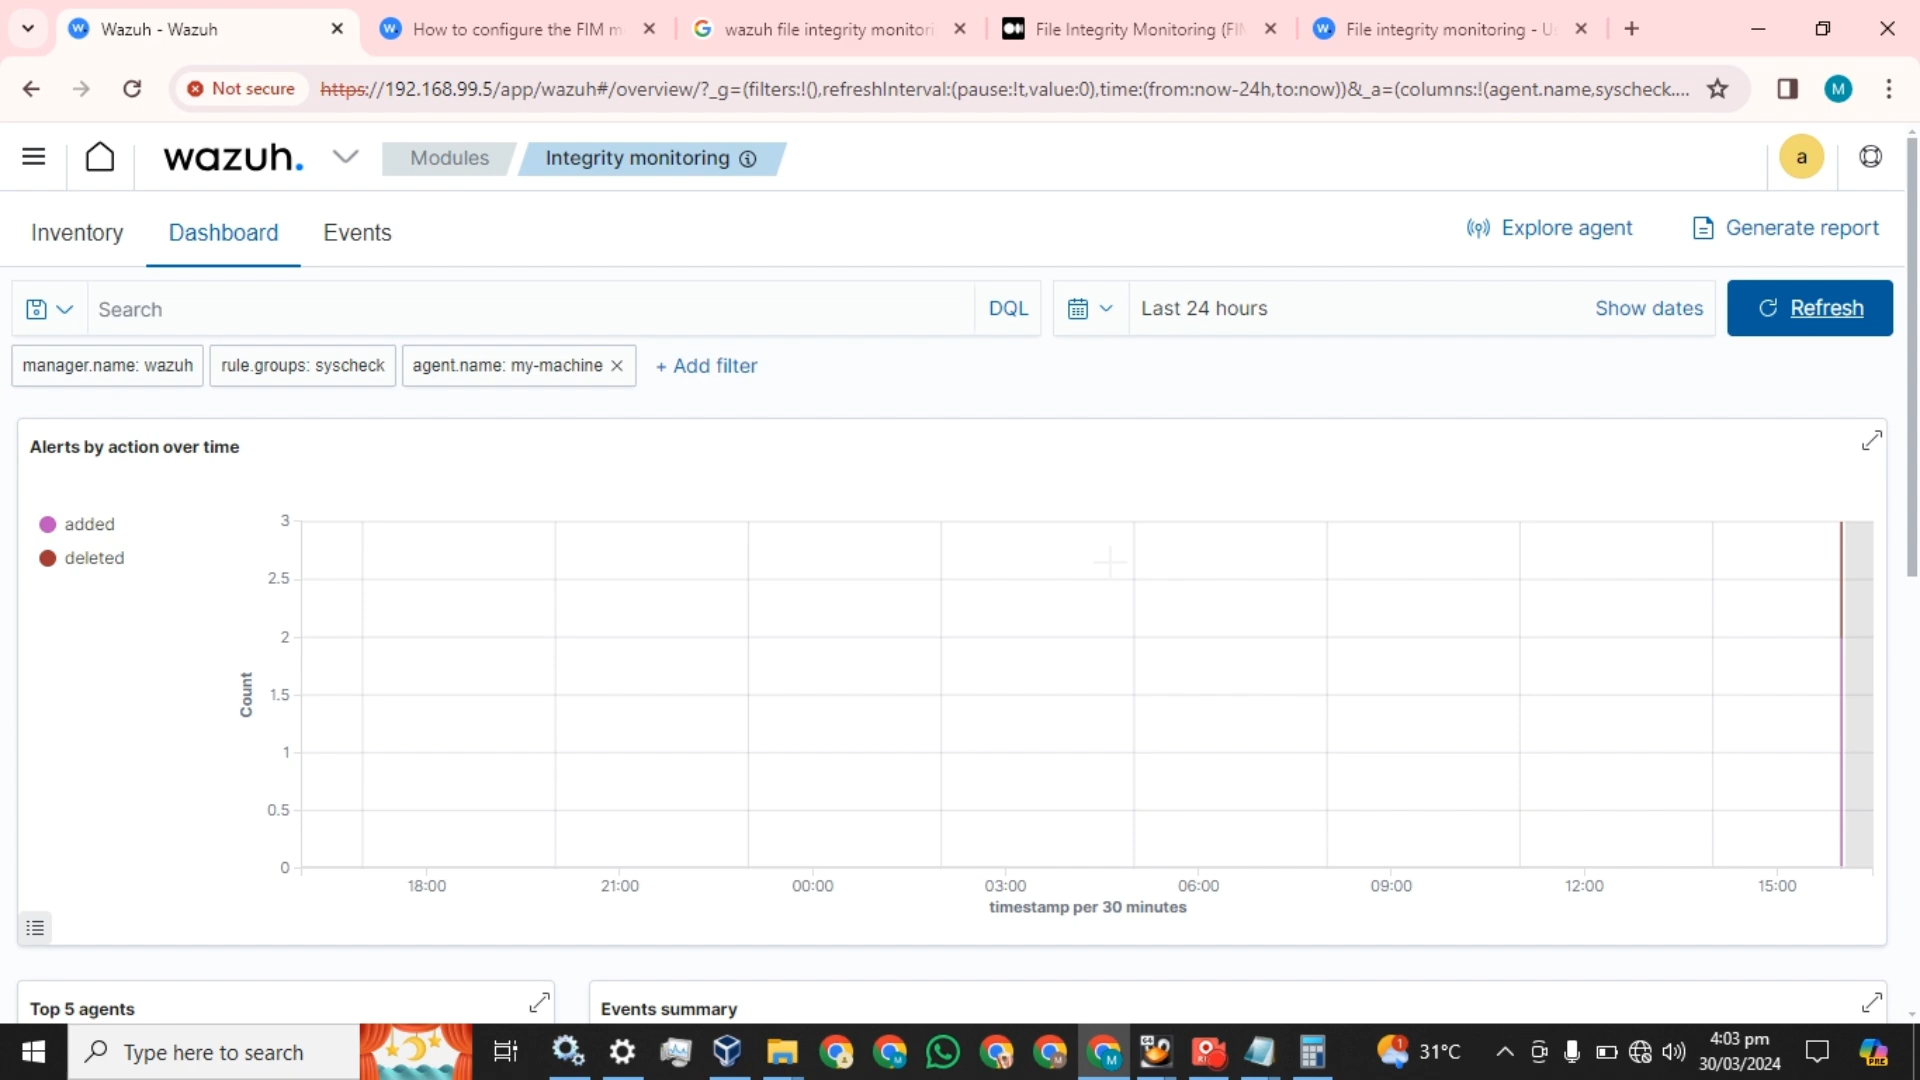 Wazuh - Wazuh
How to configure the FIM m
wazuh file integrity monitori
File Integrity Monitoring (FIM
File integrity monitoring - U
Not secure
https://192.168.99.5/app/wazuh#/overview/?_g=(filters:!(),refreshInterval:(pause:!t,value:0),time:(from:now-24h,to:now))&_a=(columns:!(agent.name,syscheck....
M
wazuh.
Modules
Integrity monitoring
a
Inventory
Dashboard
Events
Explore agent
Generate report
Search
DQL
Last 24 hours
Show dates
Refresh
manager.name: wazuh
rule.groups: syscheck
agent.name: my-machine
+ Add filter
Alerts by action over time
added
deleted
Count
3
2.5
2
1.5
1
0.5
0
18:00
21:00
00:00
03:00
06:00
09:00
12:00
15:00
timestamp per 30 minutes
Top 5 agents
Events summary
Type here to search
31°C
4:03 pm
30/03/2024